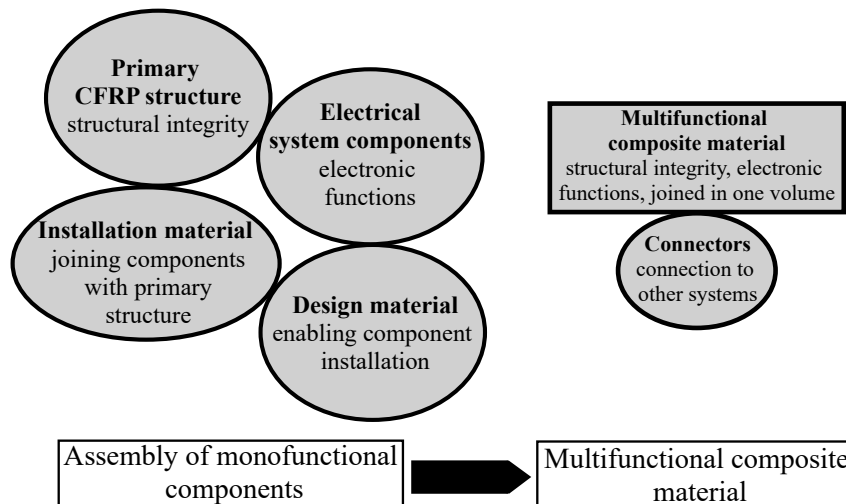 Primary
CFRP structure
structural integrity
Electrical
system components
electronic
functions
Installation material
joining components
with primary
structure
Design material
enabling component
installation
Multifunctional
composite material
structural integrity, electronic
functions, joined in one volume
Connectors
connection to
other systems
Assembly of monofunctional
components
Multifunctional composite
material